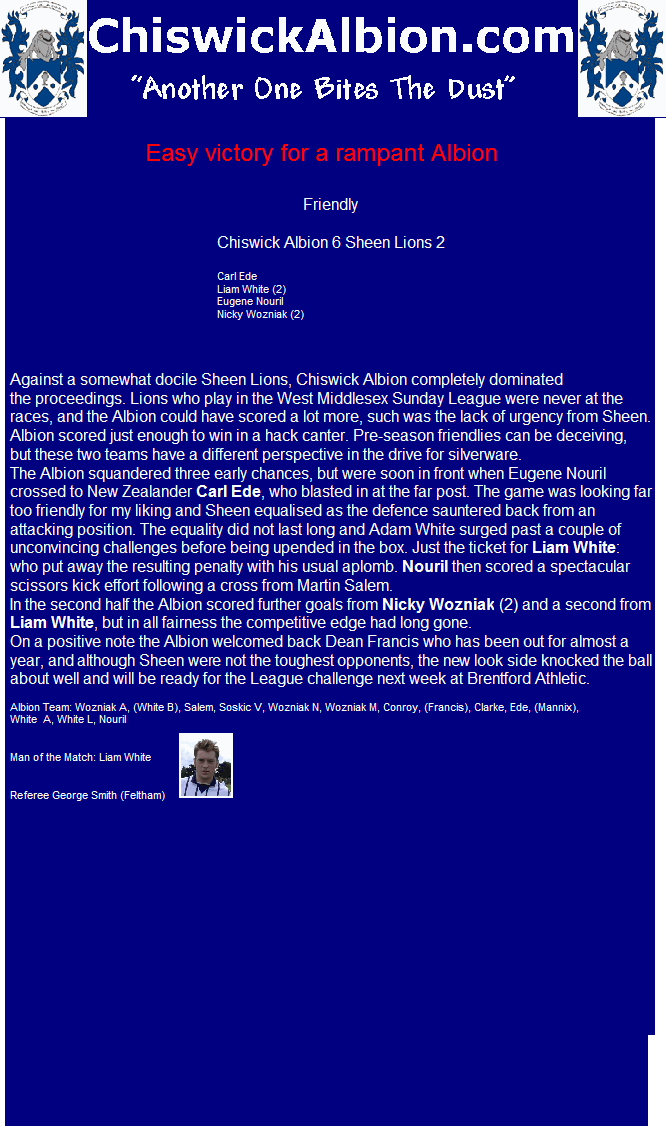 ChiswickAlbion.com
"Another One Bites The Dust"
Easy victory for a rampant Albion
Friendly
Chiswick Albion 6 Sheen Lions 2
Carl Ede
Liam White (2)
Eugene Nouril
Nicky Wozniak (2)
Against a somewhat docile Sheen Lions, Chiswick Albion completely dominated
the proceedings. Lions who play in the West Middlesex Sunday League were never at the
races, and the Albion could have scored a lot more, such was the lack of urgency from Sheen.
Albion scored just enough to win in a hack canter. Pre-season friendlies can be deceiving,
but these two teams have a different perspective in the drive for silverware.
The Albion squandered three early chances, but were soon in front when Eugene Nouril
crossed to New Zealander Carl Ede, who blasted in at the far post. The game was looking far
too friendly for my liking and Sheen equalised as the defence sauntered back from an
attacking position. The equality did not last long and Adam White surged past a couple of
unconvincing challenges before being upended in the box. Just the ticket for Liam White:
who put away the resulting penalty with his usual aplomb. Nouril then scored a spectacular
scissors kick effort following a cross from Martin Salem.
In the second half the Albion scored further goals from Nicky Wozniak (2) and a second from
Liam White, but in all fairness the competitive edge had long gone.
On a positive note the Albion welcomed back Dean Francis who has been out for almost a
year, and although Sheen were not the toughest opponents, the new look side knocked the ball
about well and will be ready for the League challenge next week at Brentford Athletic.
Albion Team: Wozniak A, (White B), Salem, Soskic V, Wozniak N, Wozniak M, Conroy, (Francis), Clarke, Ede, (Mannix),
White A, White L, Nouril
Man of the Match: Liam White
Referee George Smith (Feltham)